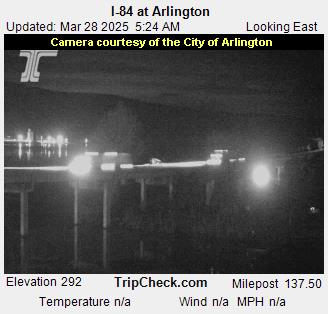 I-84 at Arlington
Updated: Mar 28 2025 5:24 AM Looking East
Camera courtesy of the City of Arlington
Elevation 292 TripCheck.com Milepost 137.50
Temperature n/a Wind n/a MPH n/a